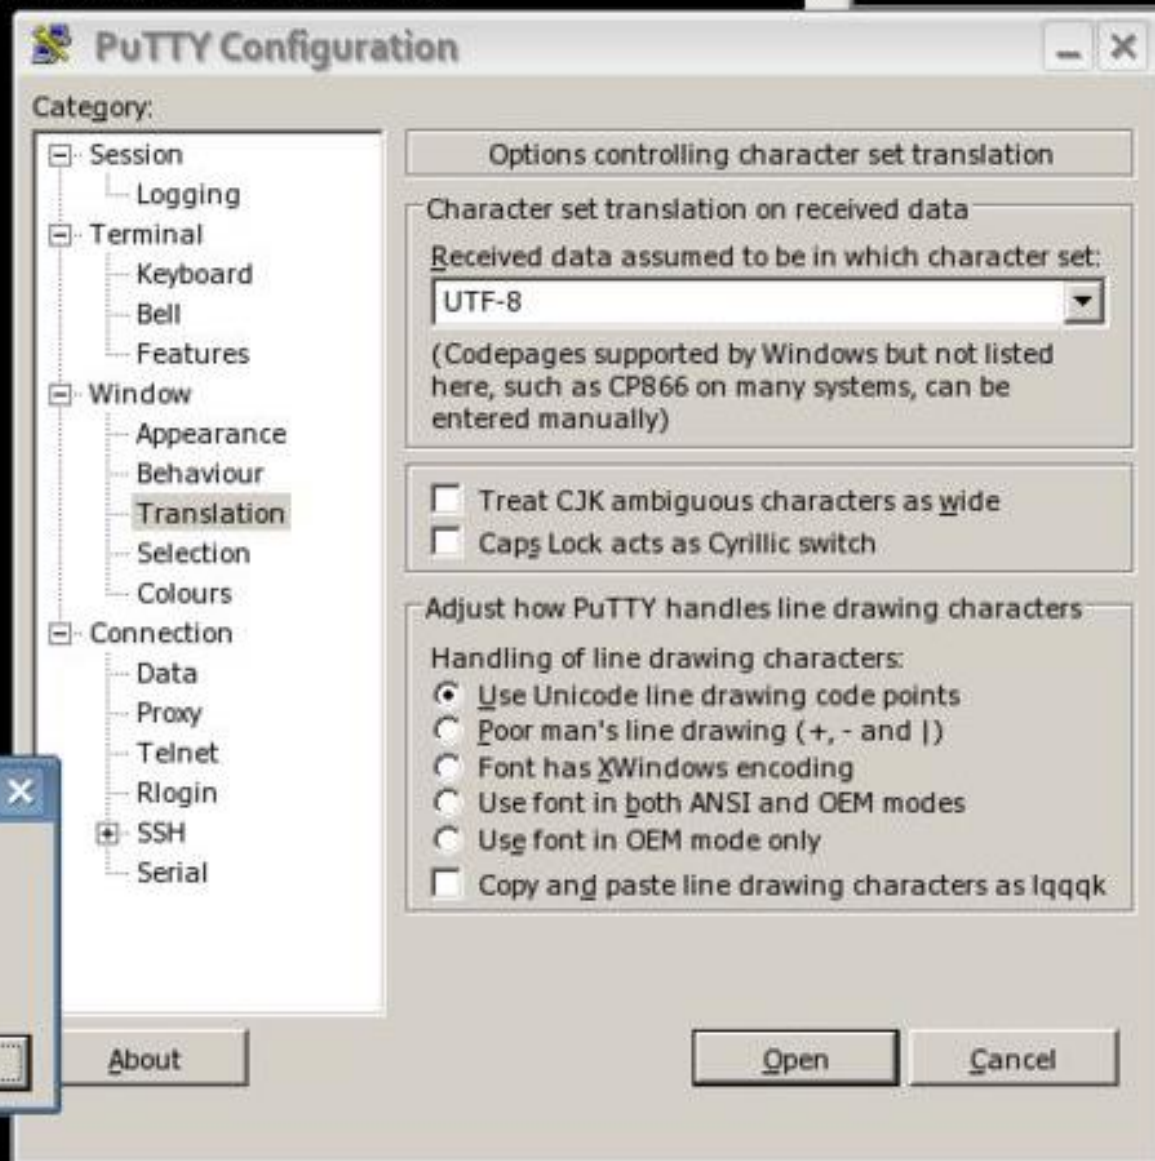 PuTTY Configuration
Category:
Session
Logging
Terminal
Keyboard
Bell
Features
Window
Appearance
Behaviour
Translation
Selection
Colours
Connection
Data
Proxy
Telnet
Rlogin
SSH
Serial
Options controlling character set translation
Character set translation on received data
Received data assumed to be in which character set:
UTF-8
(Codepages supported by Windows but not listed
here, such as CP866 on many systems, can be
entered manually)
Treat CJK ambiguous characters as wide
Caps Lock acts as Cyrillic switch
Adjust how PuTTY handles line drawing characters
Handling of line drawing characters:
Use Unicode line drawing code points
Poor man's line drawing (+, - and |)
Font has XWindows encoding
Use font in both ANSI and OEM modes
Use font in OEM mode only
Copy and paste line drawing characters as lqqqk
About
Open
Cancel